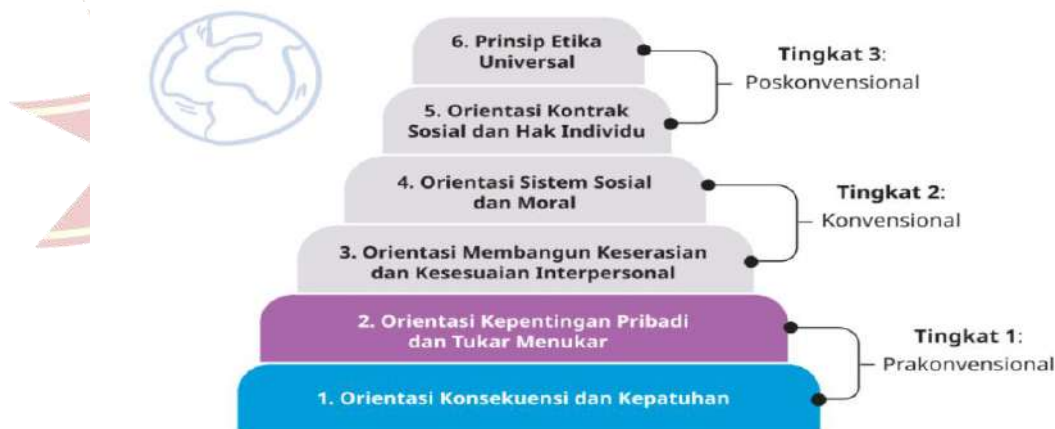 6. Prinsip Etika
Universal
Tingkat 3:
Poskonvensional
5. Orientasi Kontrak
Sosial dan Hak Individu
4. Orientasi Sistem Sosial
dan Moral
Tingkat 2:
Konvensional
3. Orientasi Membangun Keserasian
dan Kesesuaian Interpersonal
2. Orientasi Kepentingan Pribadi
dan Tukar Menukar
Tingkat 1:
Prakonvensional
1. Orientasi Konsekuensi dan Kepatuhan